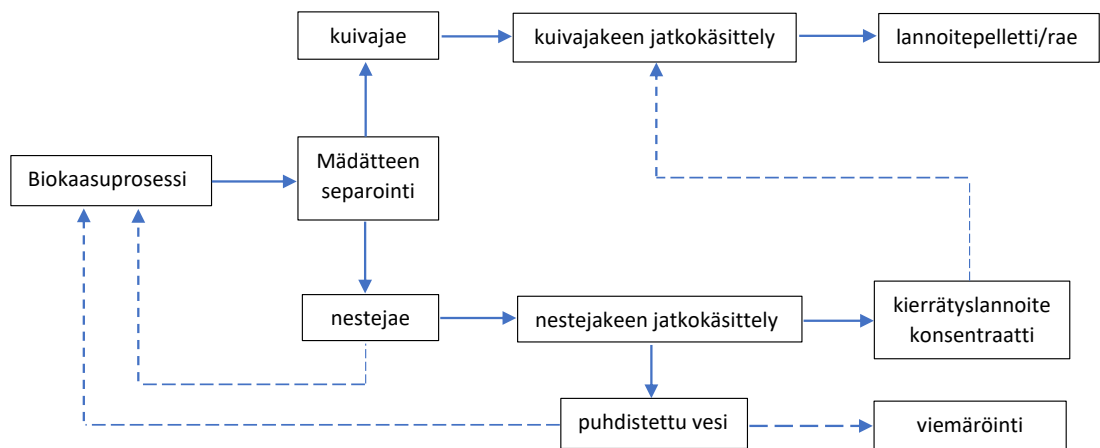 kuivajae
kuivajakeen jatkokäsittely
lannoitepelletti/rae
Biokaasuprosessi
Mädätteen
separointi
nestejae
nestejakeen jatkokäsittely
kierrätyslannoite
konsentraatti
puhdistettu vesi
viemäröinti